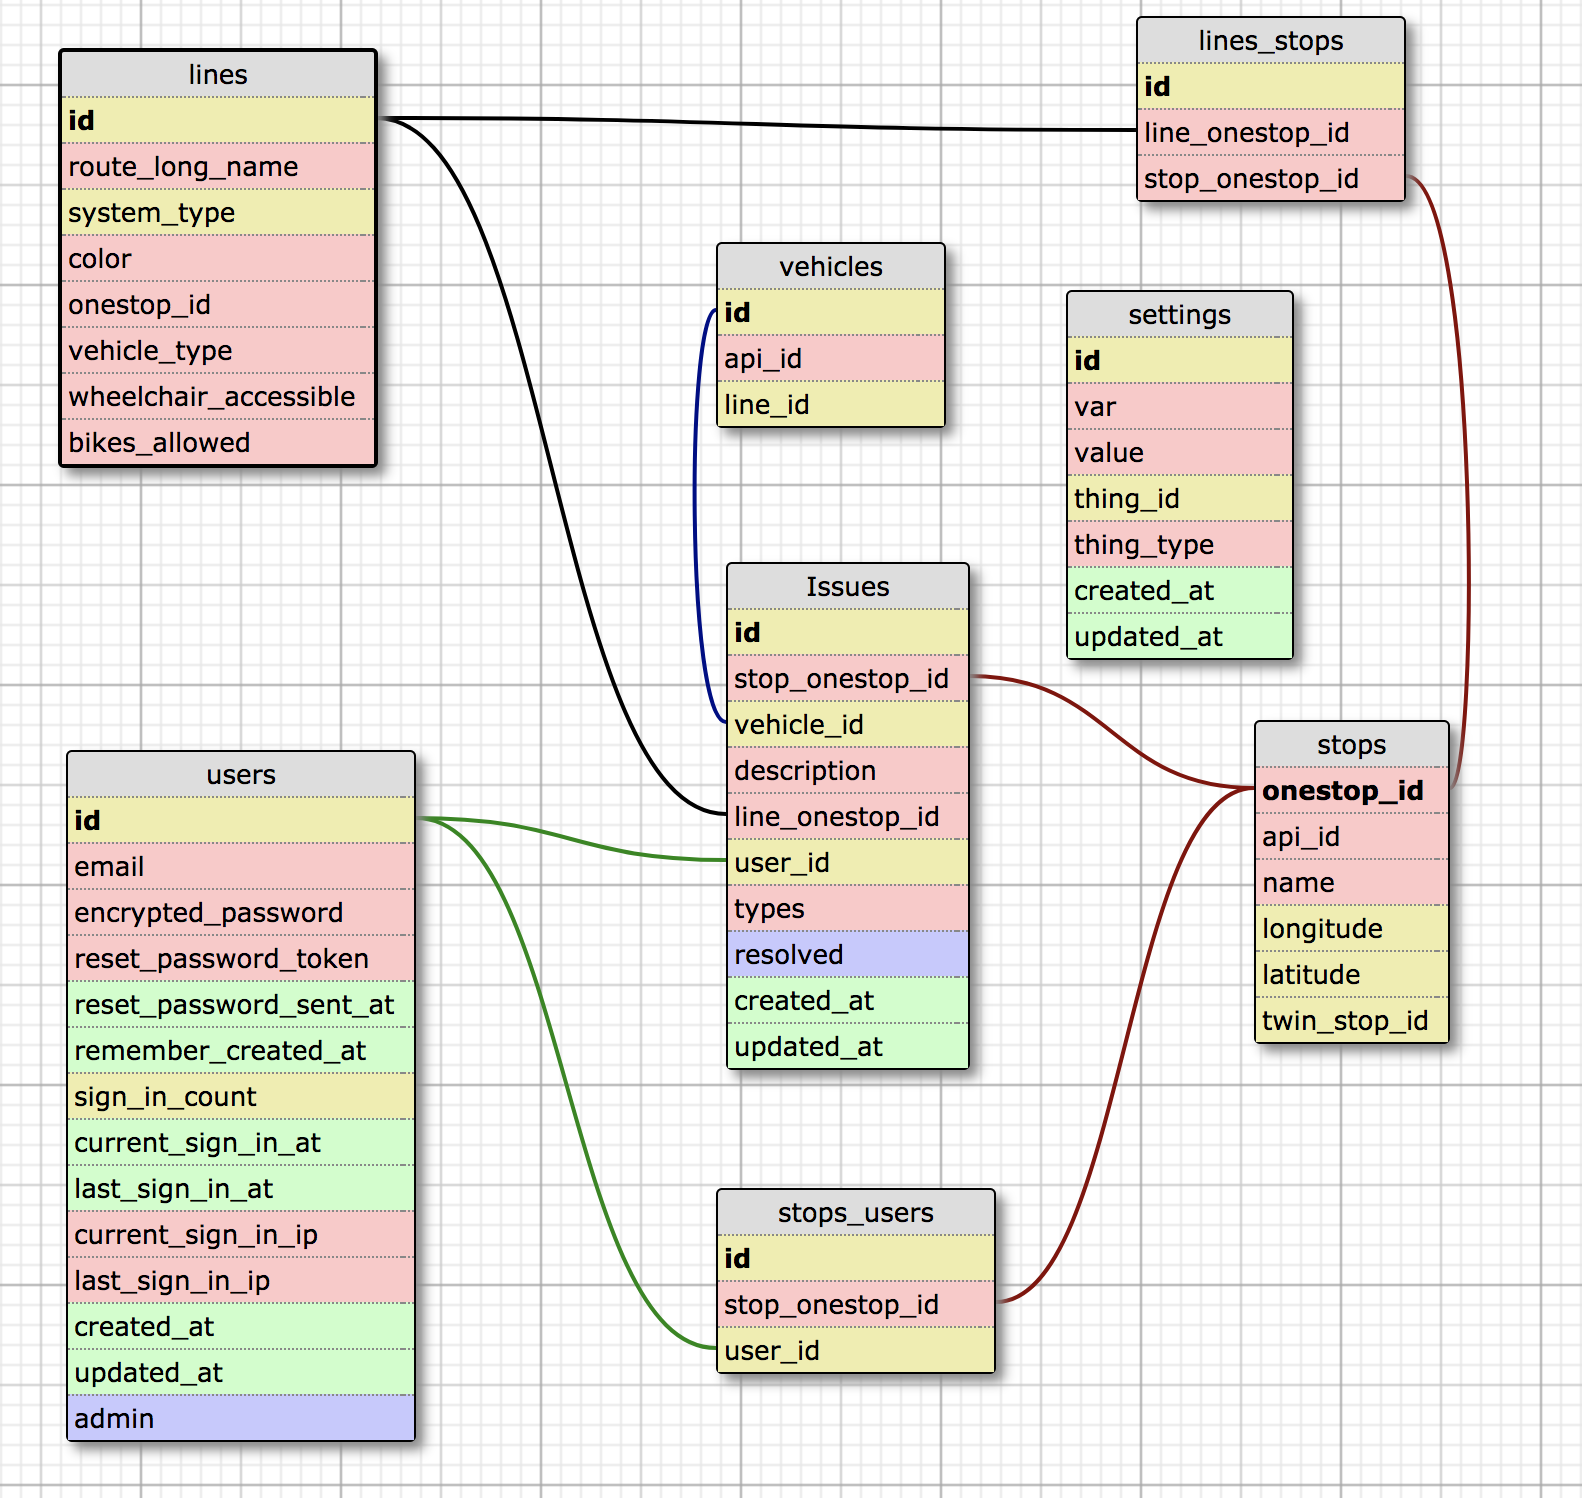 lines
id
route_long_name
system_type
color
onestop_id
vehicle_type
wheelchair_accessible
bikes_allowed
lines_stops
id
line_onestop_id
stop_onestop_id
vehicles
id
api_id
line_id
settings
id
var
value
thing_id
thing_type
created_at
updated_at
Issues
id
stop_onestop_id
vehicle_id
description
line_onestop_id
user_id
types
resolved
created_at
updated_at
stops
onestop_id
api_id
name
longitude
latitude
twin_stop_id
users
id
email
encrypted_password
reset_password_token
reset_password_sent_at
remember_created_at
sign_in_count
current_sign_in_at
last_sign_in_at
current_sign_in_ip
last_sign_in_ip
created_at
updated_at
admin
stops_users
id
stop_onestop_id
user_id